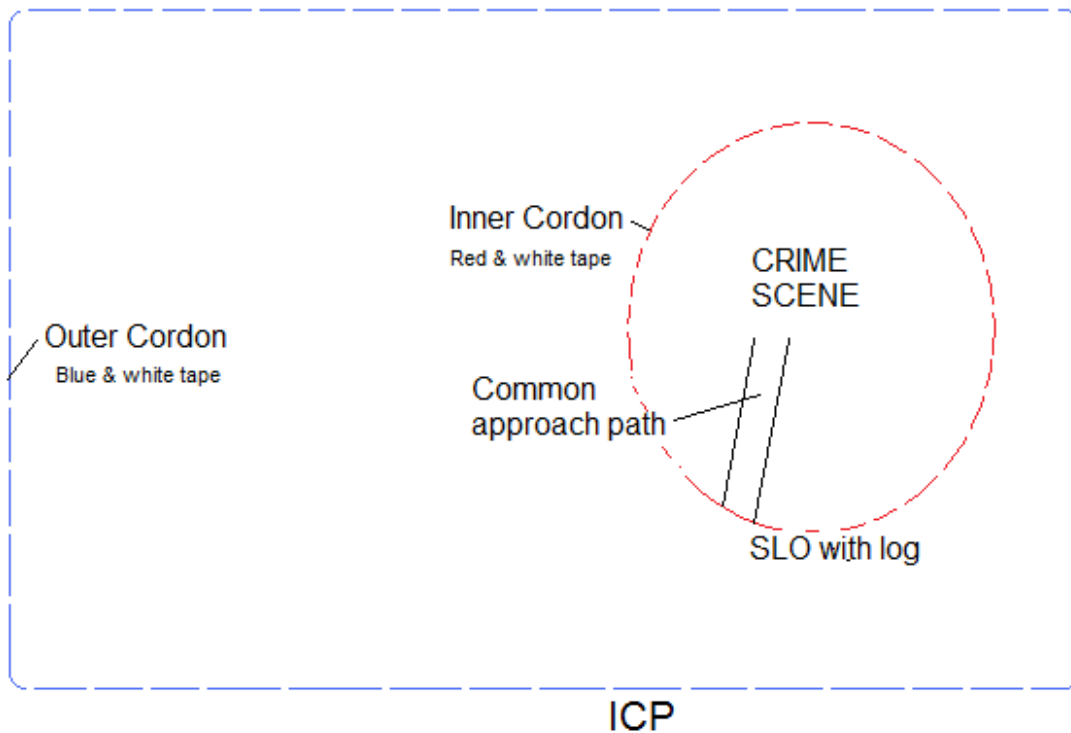 Inner Cordon
Red & white tape
CRIME
SCENE
Outer Cordon
Blue & white tape
Common
approach path
SLO with log
ICP